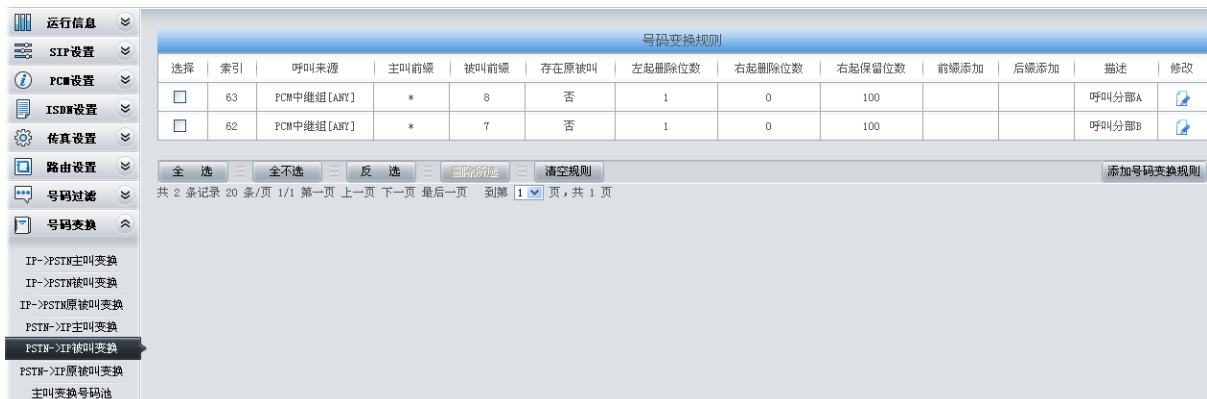 运行信息
SIP设置
PCM设置
ISDN设置
传真设置
路由设置
号码过滤
号码变换
IP->PSTN主叫变换
IP->PSTN被叫变换
IP->PSTN原被叫变换
PSTN->IP主叫变换
PSTN->IP被叫变换
PSTN->IP原被叫变换
主叫变换号码池
号码变换规则
选择 索引 呼叫来源 主叫前缀 被叫前缀 存在原被叫 左起删除位数 右起删除位数 右起保留位数 前缀添加 后缀添加 描述 修改
63 PCM中继组[ANY] * 8 否 1 0 100 呼叫分部A
62 PCM中继组[ANY] * 7 否 1 0 100 呼叫分部B
全 选 全不选 反 选 删除所选 清空规则 添加号码变换规则
共 2 条记录 20 条/页 1/1 第一页 上一页 下一页 最后一页 到第 1 页，共 1 页